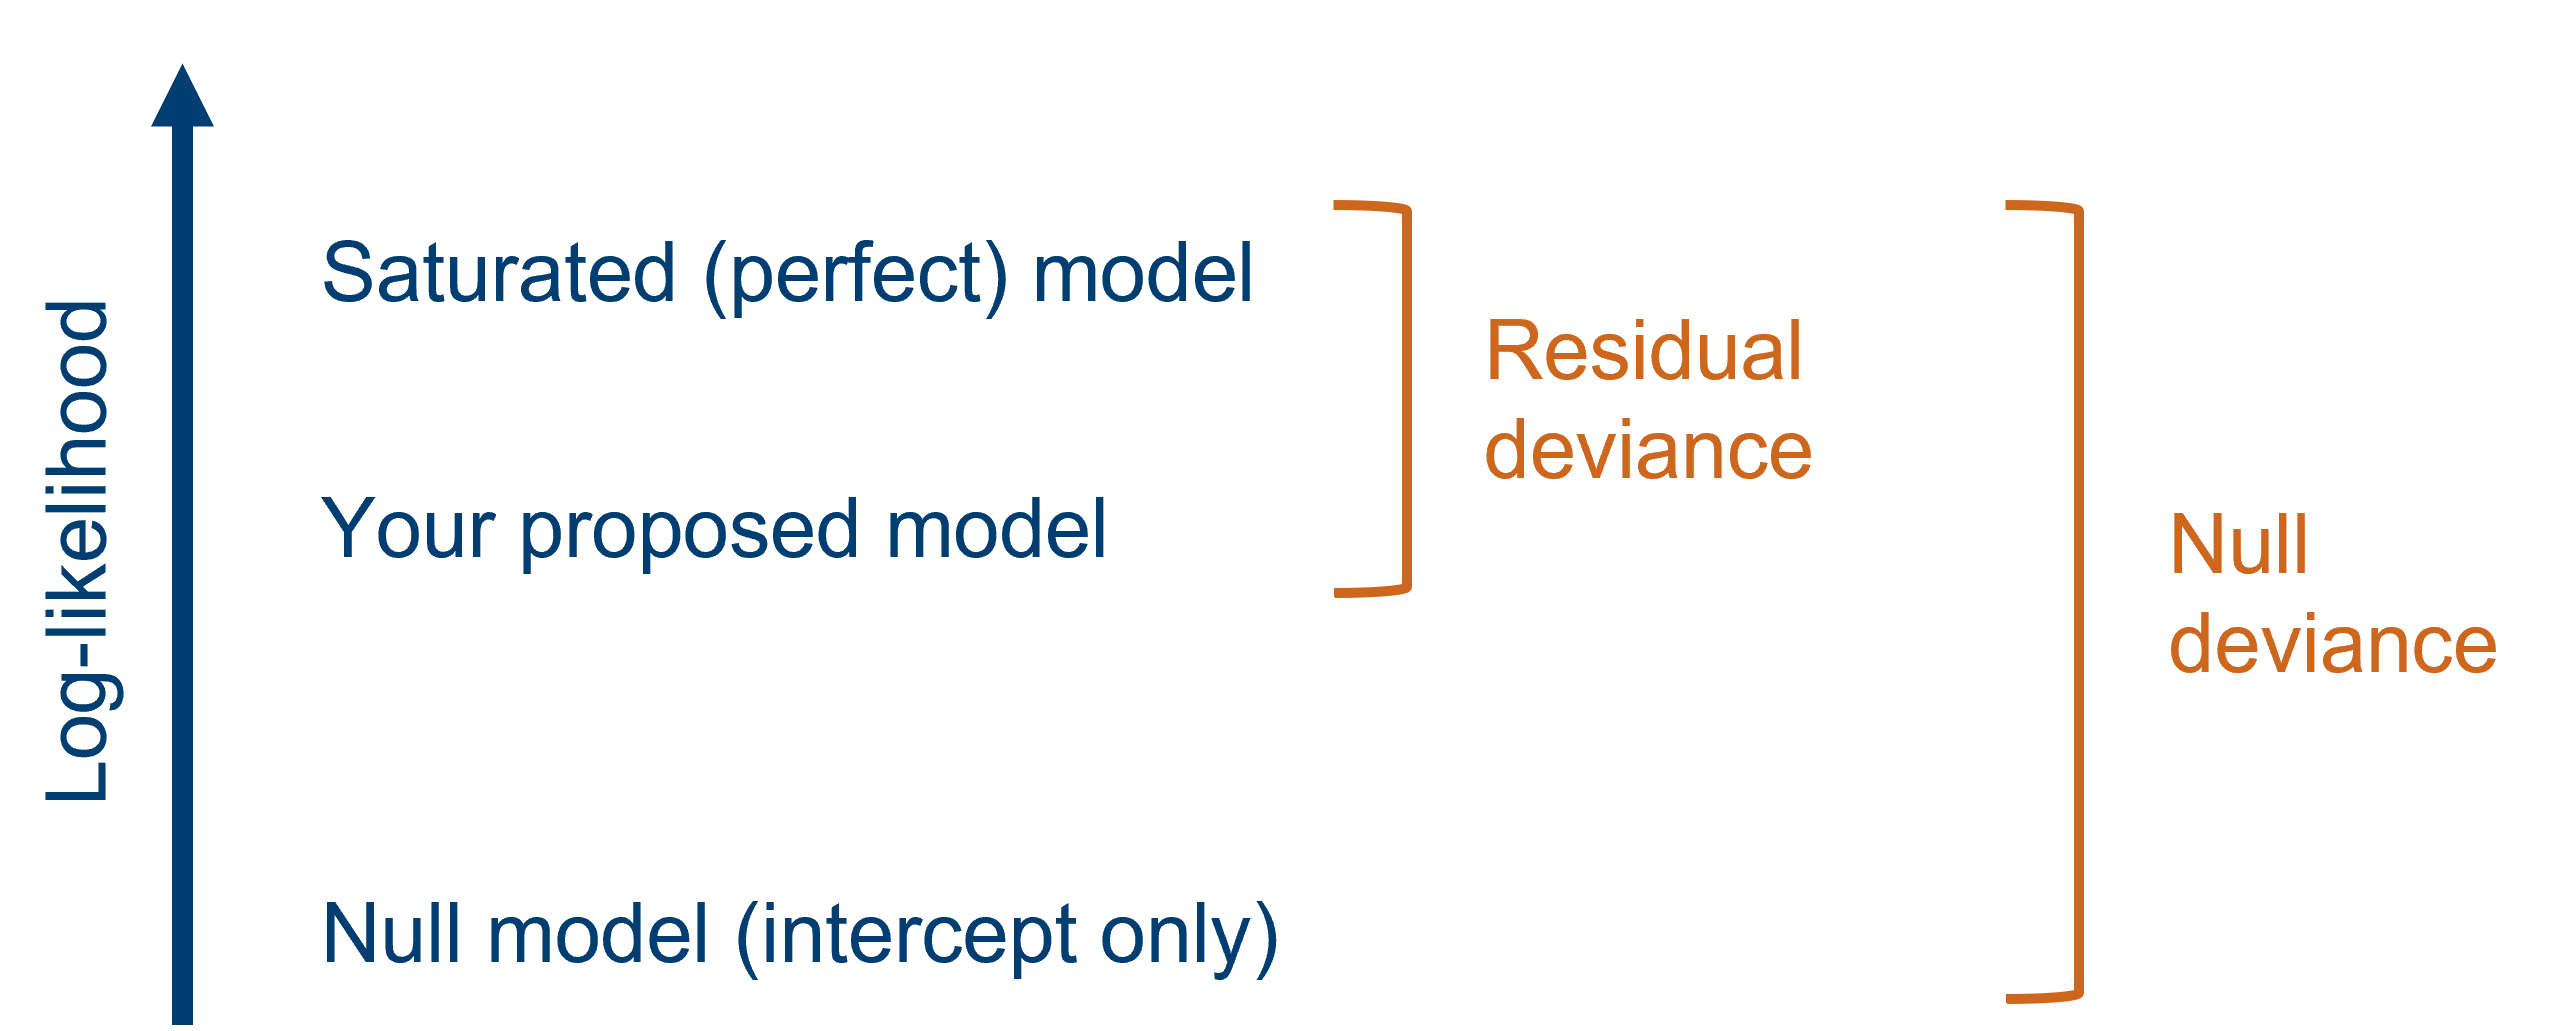 Log-likelihood
Saturated (perfect) model
Your proposed model
Null model (intercept only)
Residual
deviance
Null
deviance